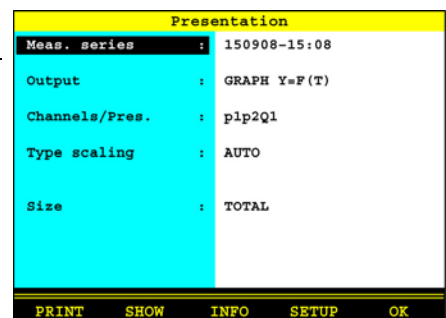 Presentation
Meas. series : 150908-15:08
Output : GRAPH Y=F(T)
Channels/Pres. : p1p2Q1
Type scaling : AUTO
Size : TOTAL
PRINT SHOW INFO SETUP OK